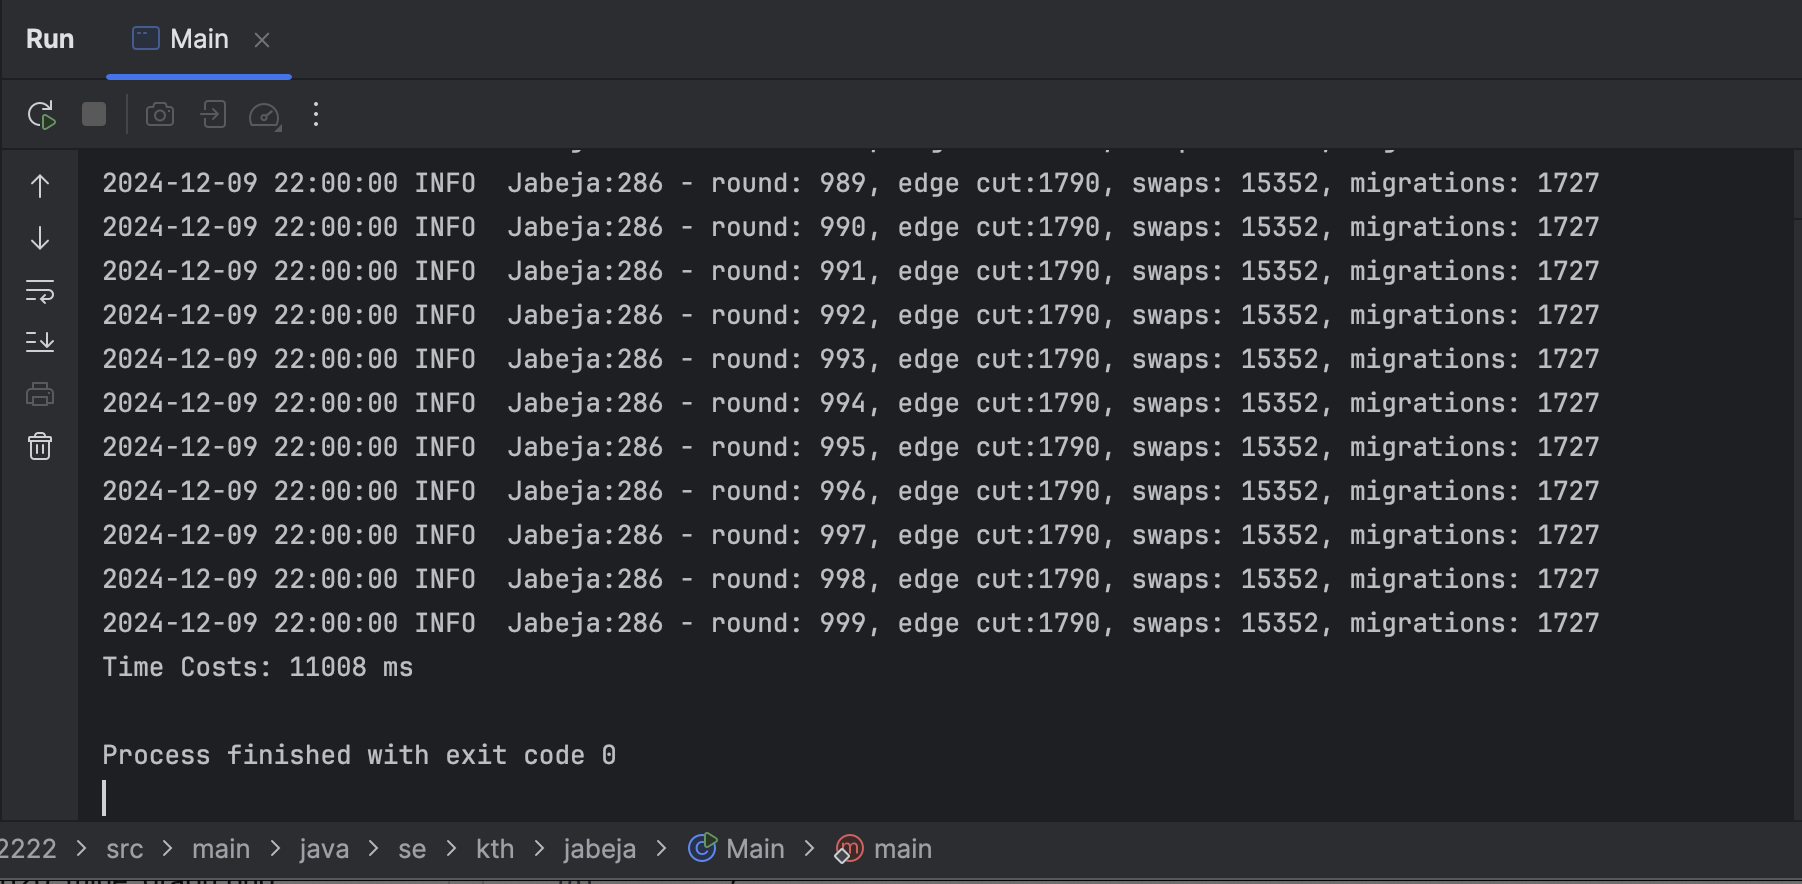 Run Main
2024-12-09 22:00:00 INFO  Jabeja:286 - round: 989, edge cut:1790, swaps: 15352, migrations: 1727
2024-12-09 22:00:00 INFO  Jabeja:286 - round: 990, edge cut:1790, swaps: 15352, migrations: 1727
2024-12-09 22:00:00 INFO  Jabeja:286 - round: 991, edge cut:1790, swaps: 15352, migrations: 1727
2024-12-09 22:00:00 INFO  Jabeja:286 - round: 992, edge cut:1790, swaps: 15352, migrations: 1727
2024-12-09 22:00:00 INFO  Jabeja:286 - round: 993, edge cut:1790, swaps: 15352, migrations: 1727
2024-12-09 22:00:00 INFO  Jabeja:286 - round: 994, edge cut:1790, swaps: 15352, migrations: 1727
2024-12-09 22:00:00 INFO  Jabeja:286 - round: 995, edge cut:1790, swaps: 15352, migrations: 1727
2024-12-09 22:00:00 INFO  Jabeja:286 - round: 996, edge cut:1790, swaps: 15352, migrations: 1727
2024-12-09 22:00:00 INFO  Jabeja:286 - round: 997, edge cut:1790, swaps: 15352, migrations: 1727
2024-12-09 22:00:00 INFO  Jabeja:286 - round: 998, edge cut:1790, swaps: 15352, migrations: 1727
2024-12-09 22:00:00 INFO  Jabeja:286 - round: 999, edge cut:1790, swaps: 15352, migrations: 1727
Time Costs: 11008 ms
Process finished with exit code 0
2222 > src > main > java > se > kth > jabeja > Main > main